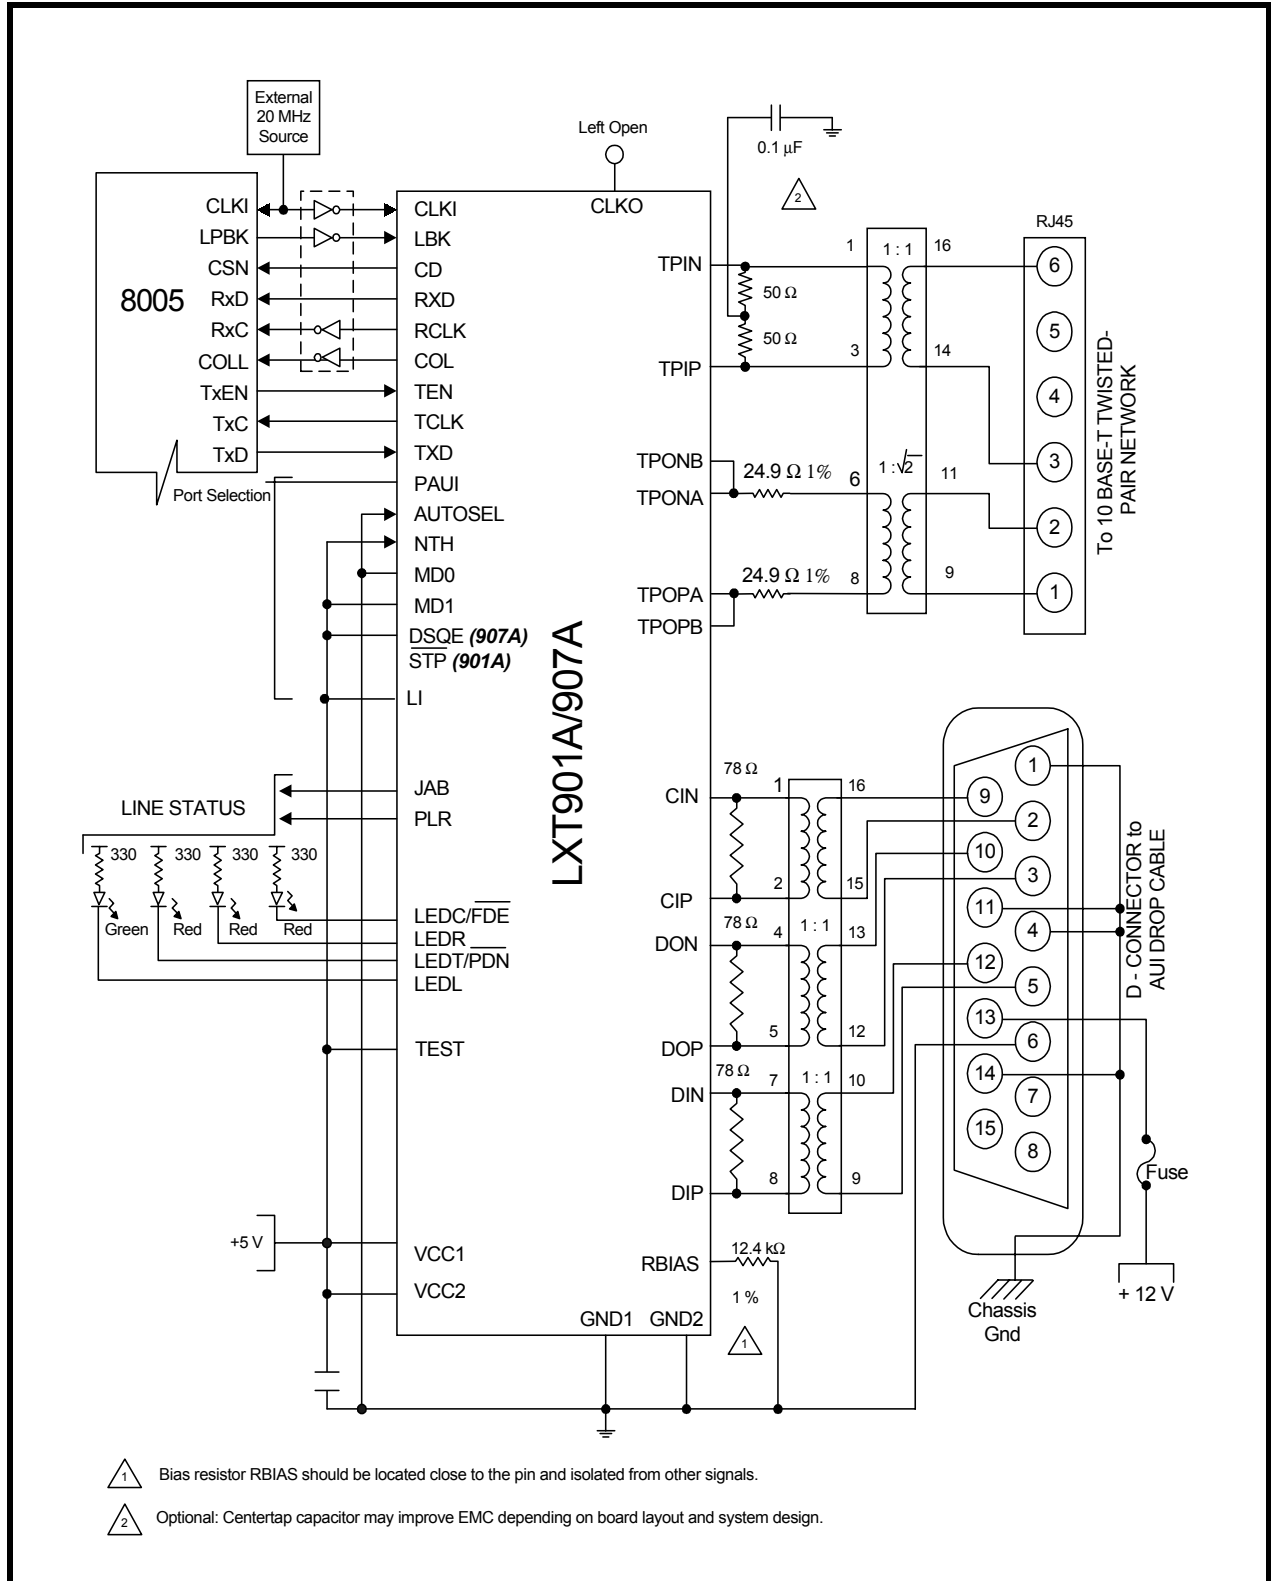 External
20 MHz
Source
Left Open
0.1 µF
2
8005
CLKI
LPBK
CSN
RxD
RxC
COLL
TxEN
TxC
TxD
Port Selection
CLKI
LBK
CD
RXD
RCLK
COL
TEN
TCLK
TXD
PAUI
AUTOSEL
NTH
MD0
MD1
DSQE (907A)
STP (901A)
LI
JAB
PLR
LEDC/FDE
LEDR
LEDT/PDN
LEDL
TEST
VCC1
VCC2
CLKO
LXT901A/907A
LINE STATUS
330
330
330
330
Green
Red
Red
Red
+5 V
GND1
GND2
TPIN
TPIP
TPONB
TPONA
TPOPA
TPOPB
CIN
CIP
DON
DOP
DIN
DIP
RBIAS
50 Ω
50 Ω
24.9 Ω 1%
24.9 Ω 1%
1
1 : 1
16
3
14
6
1 : √2
11
8
9
RJ45
6
5
4
3
2
1
To 10 BASE-T TWISTED-
PAIR NETWORK
78 Ω
1
16
2
15
78 Ω
4
1 : 1
13
5
12
78 Ω
7
1 : 1
10
8
9
12.4 kΩ
1 %
1
1
9
2
10
3
11
4
12
5
13
6
14
7
15
8
D - CONNECTOR to
AUI DROP CABLE
Fuse
+ 12 V
Chassis
Gnd
1 Bias resistor RBIAS should be located close to the pin and isolated from other signals.
2 Optional: Centertap capacitor may improve EMC depending on board layout and system design.